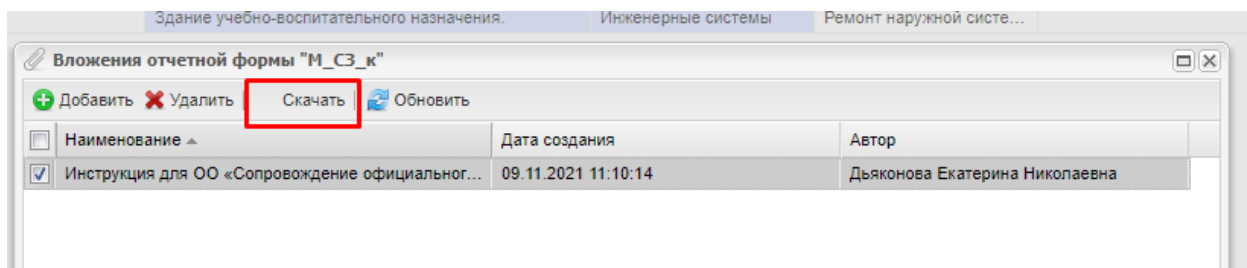 Здание учебно-воспитательного назначения. Инженерные системы Ремонт наружной систе...
Вложения отчетной формы "М_СЗ_к"
Добавить Удалить Скачать Обновить
Наименование Дата создания Автор
Инструкция для ОО «Сопровождение официальног... 09.11.2021 11:10:14 Дьяконова Екатерина Николаевна